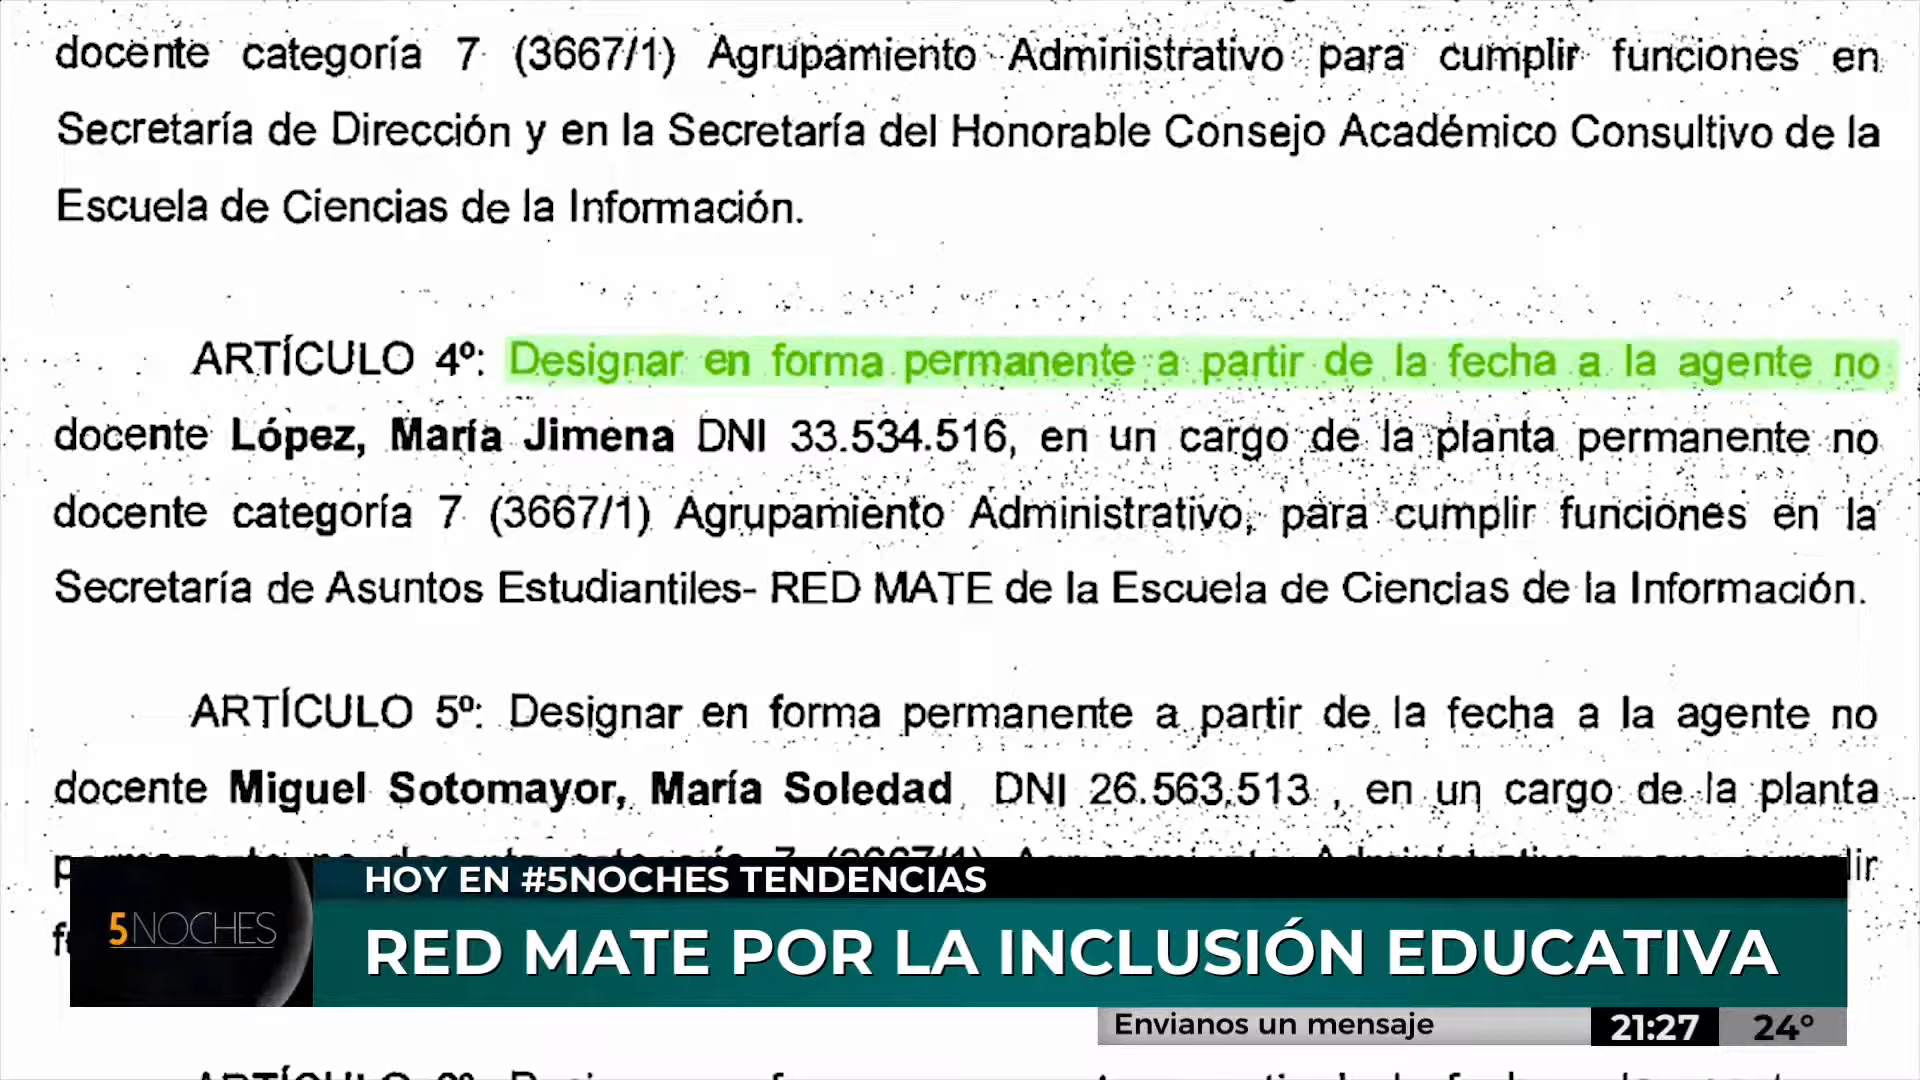 docente categoría 7 (3667/1) Agrupamiento Administrativo para cumplir funciones en
Secretaría de Dirección y en la Secretaría del Honorable Consejo Académico Consultivo de la
Escuela de Ciencias de la Información.
ARTÍCULO 4º: Designar en forma permanente a partir de la fecha a la agente no
docente López, María Jimena DNI 33.534.516, en un cargo de la planta permanente no
docente categoría 7 (3667/1) Agrupamiento Administrativo, para cumplir funciones en la
Secretaría de Asuntos Estudiantiles- RED MATE de la Escuela de Ciencias de la Información.
ARTÍCULO 5º: Designar en forma permanente a partir de la fecha a la agente no
docente Miguel Sotomayor, María Soledad DNI 26.563.513 , en un cargo de la planta
HOY EN #5NOCHES TENDENCIAS
5NOCHES
RED MATE POR LA INCLUSIÓN EDUCATIVA
Envianos un mensaje 21:27 24°